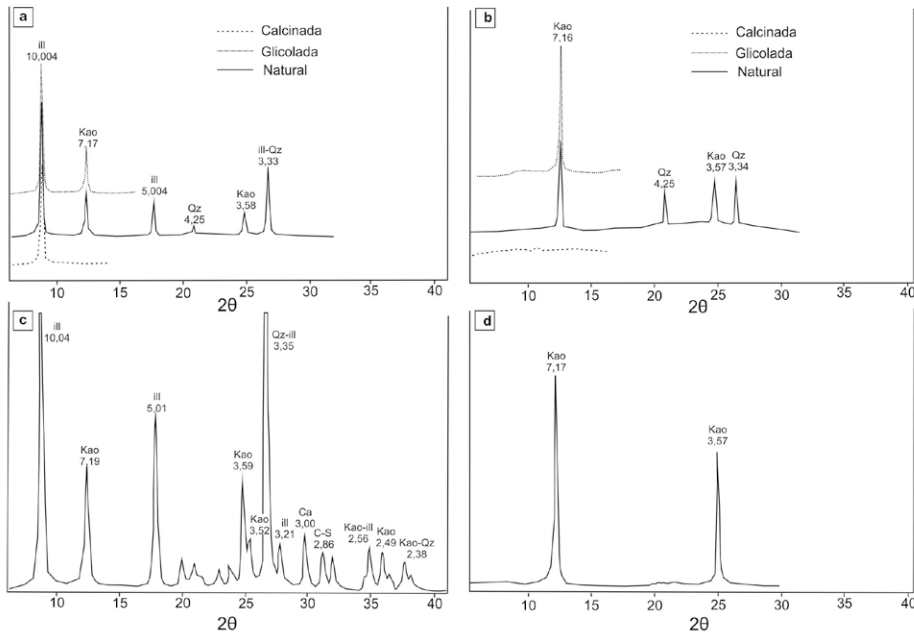 a
Calcinada
Glicolada
Natural
ill
10,004
Kao
7,17
ill
5,004
Qz
4,25
Kao
3,58
ill-Qz
3,33
10 15 20 25 30 35 40
2θ
b
Calcinada
Glicolada
Natural
Kao
7,16
Qz
4,25
Kao
3,57
Qz
3,34
10 15 20 25 30 35 40
2θ
c
ill
10,04
Kao
7,19
ill
5,01
Kao
3,59
Kao
3,52
Qz-ill
3,35
ill
3,21
Ca
3,00
C-S
2,86
Kao-ill
2,56
Kao
2,49
Kao-Qz
2,38
10 15 20 25 30 35 40
2θ
d
Kao
7,17
Kao
3,57
10 15 20 25 30 35 40
2θ